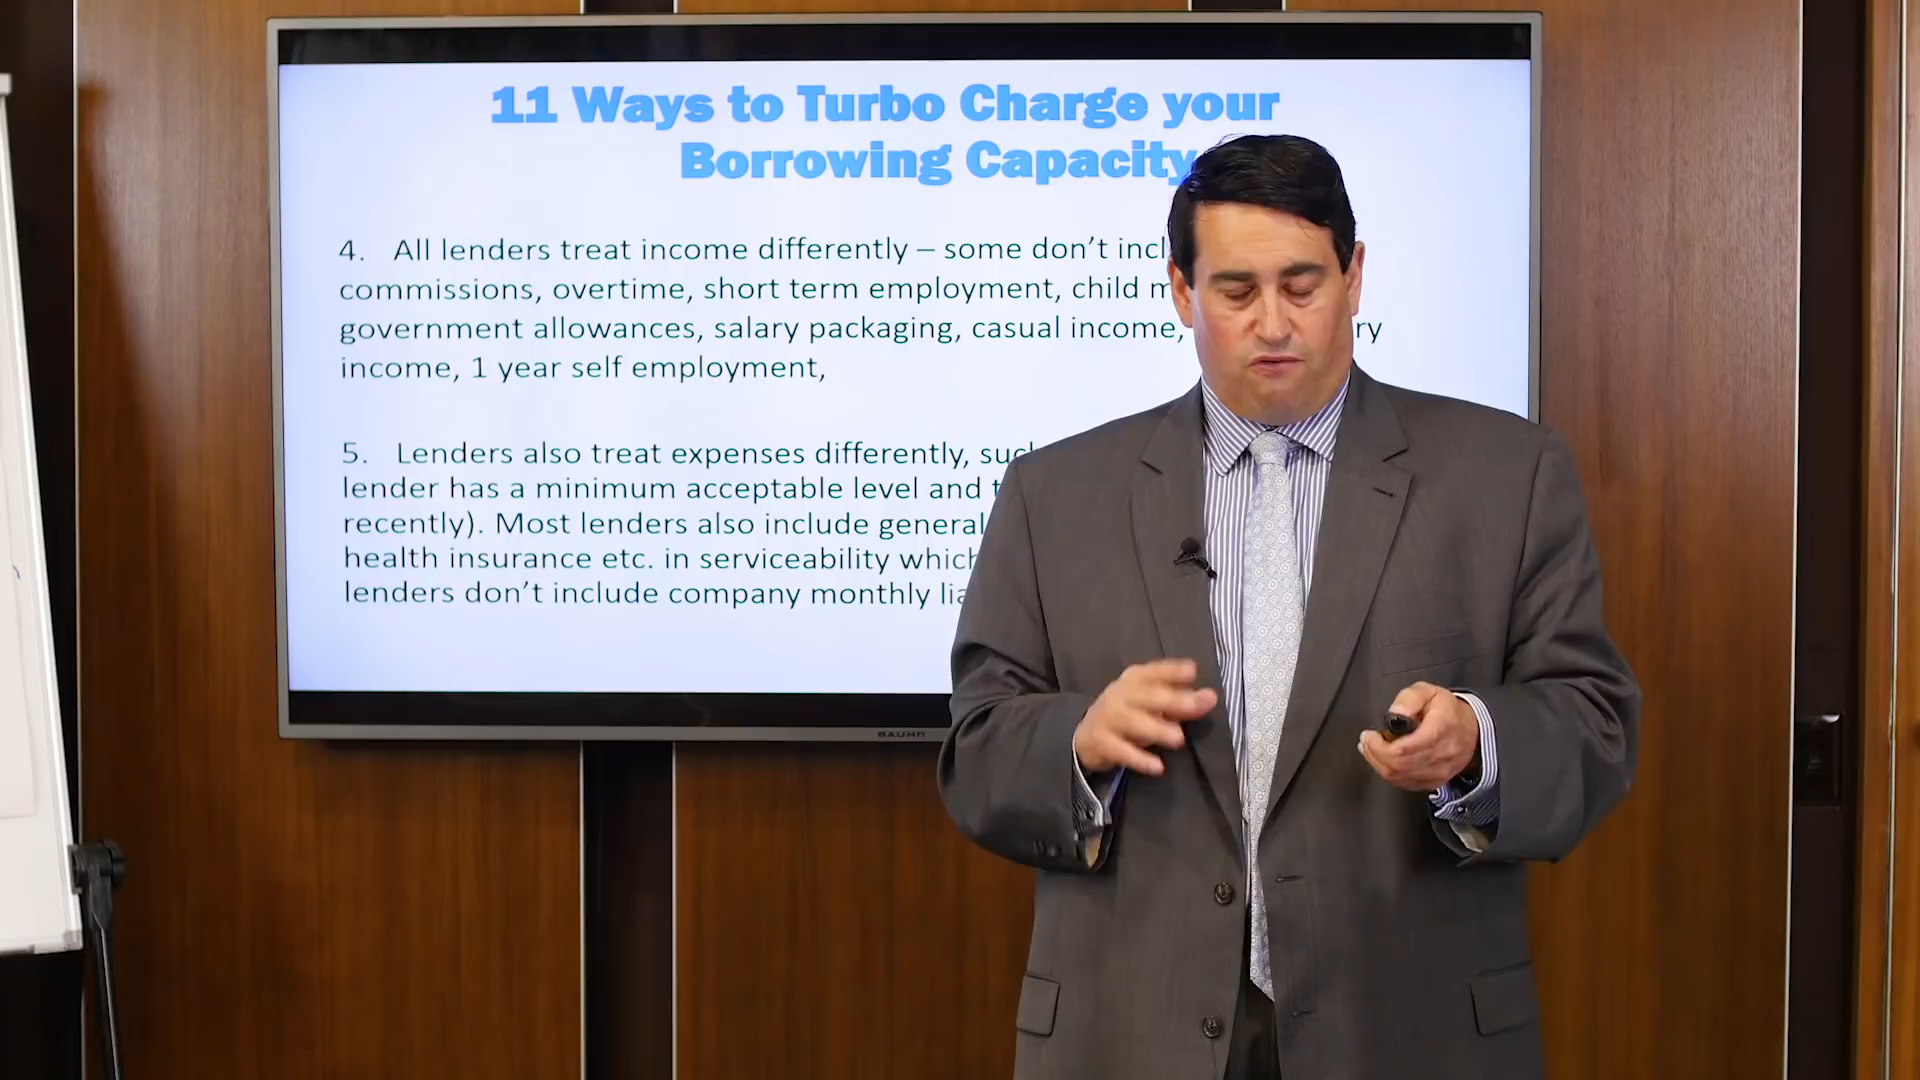 11 Ways to Turbo Charge your
Borrowing Capacity
4. All lenders treat income differently – some don't
commissions, overtime, short term employment, child
government allowances, salary packaging, casual income,
income, 1 year self employment,
5. Lenders also treat expenses differently,
lender has a minimum acceptable level and
recently). Most lenders also include general
health insurance etc. in serviceability which
lenders don't include company monthly
BAUHN